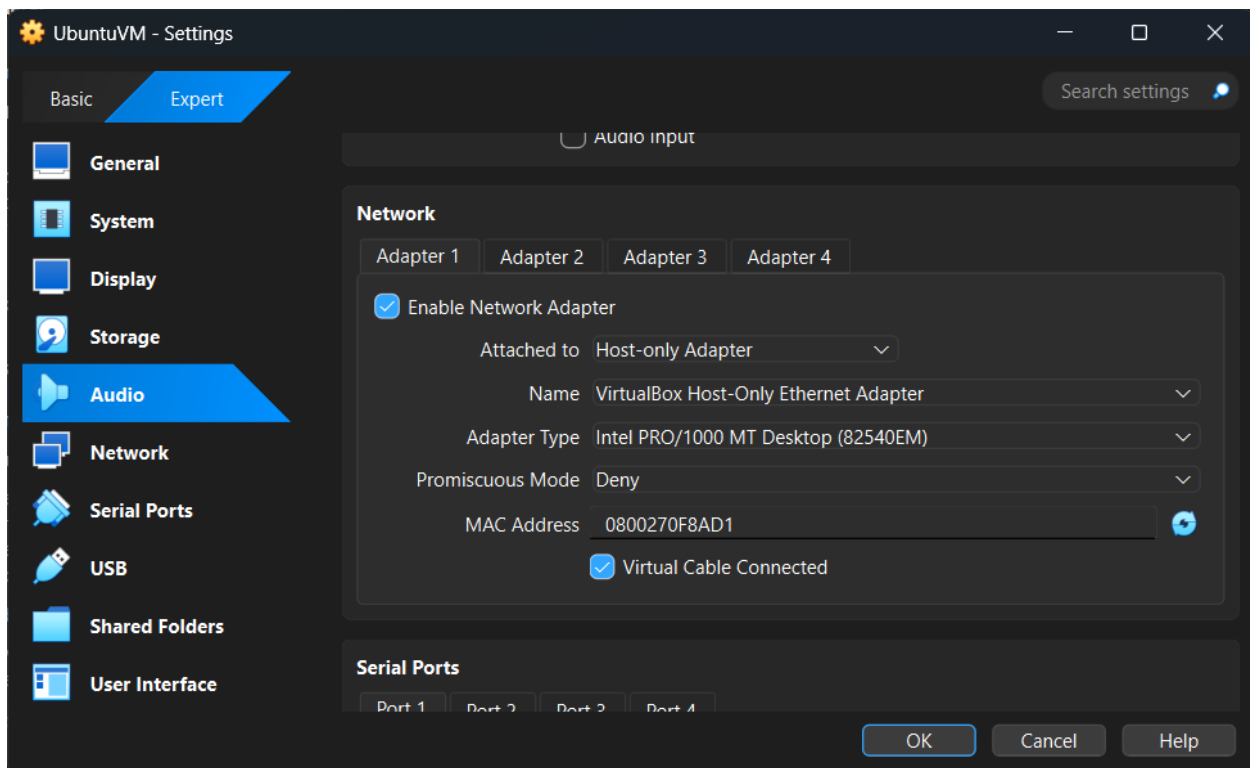 UbuntuVM - Settings
Basic Expert
Search settings
General
System
Display
Storage
Audio
Network
Serial Ports
USB
Shared Folders
User Interface
Audio Input
Network
Adapter 1 Adapter 2 Adapter 3 Adapter 4
Enable Network Adapter
Attached to Host-only Adapter
Name VirtualBox Host-Only Ethernet Adapter
Adapter Type Intel PRO/1000 MT Desktop (82540EM)
Promiscuous Mode Deny
MAC Address 0800270F8AD1
Virtual Cable Connected
Serial Ports
Port 1 Port 2 Port 3 Port 4
OK Cancel Help